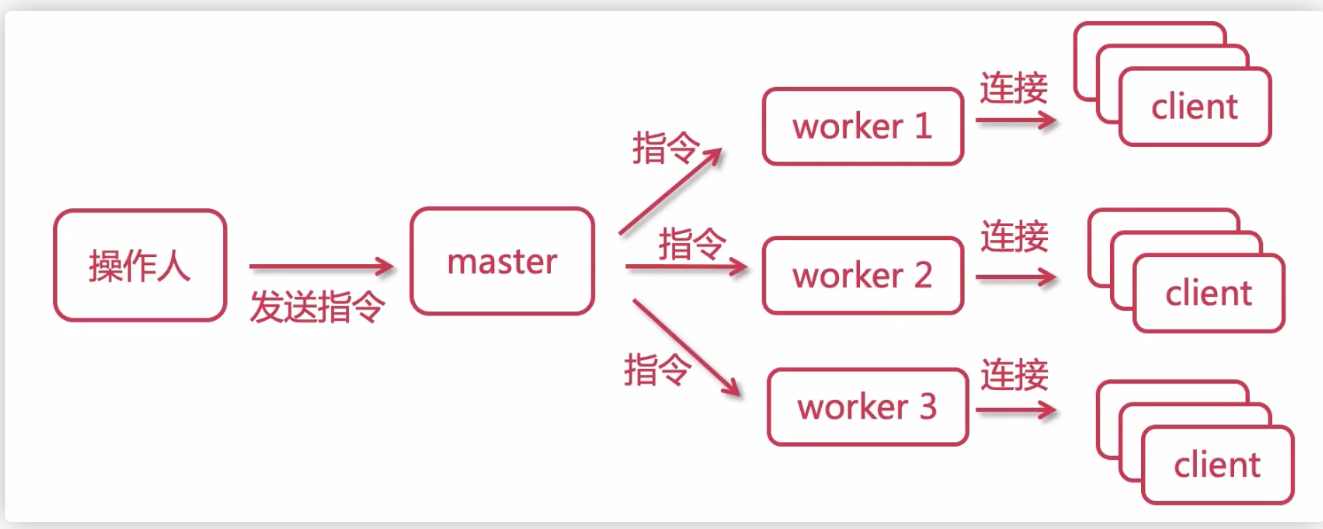 操作人
发送指令
master
指令
指令
指令
worker 1
连接
client
worker 2
连接
client
worker 3
连接
client